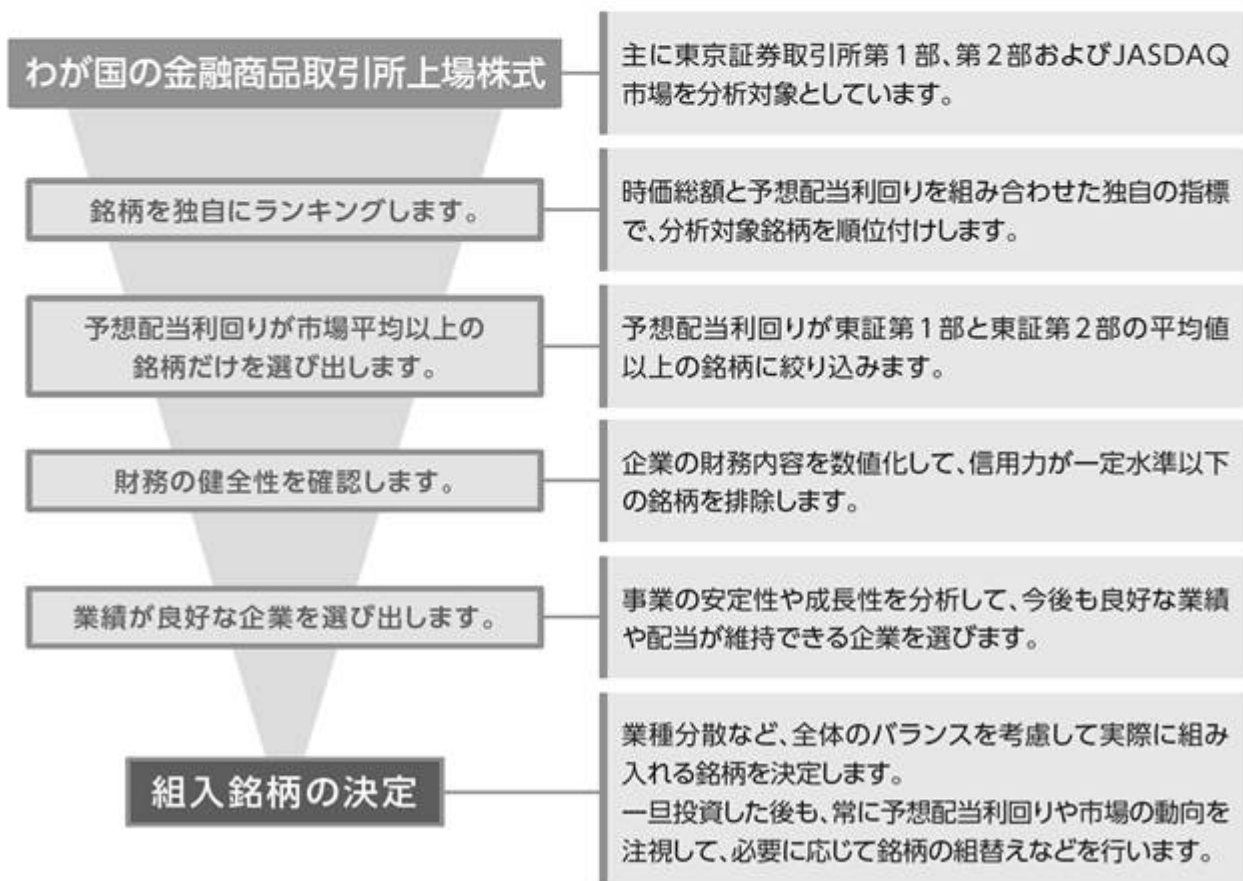 わが国の金融商品取引所上場株式
主に東京証券取引所第1部、第2部およびJASDAQ
市場を分析対象としています。
銘柄を独自にランキングします。
時価総額と予想配当利回りを組み合わせた独自の指標
で、分析対象銘柄を順位付けします。
予想配当利回りが市場平均以上の
銘柄だけを選び出します。
予想配当利回りが東証第1部と東証第2部の平均値
以上の銘柄に絞り込みます。
財務の健全性を確認します。
企業の財務内容を数値化して、信用力が一定水準以下
の銘柄を排除します。
業績が良好な企業を選び出します。
事業の安定性や成長性を分析して、今後も良好な業績
や配当が維持できる企業を選びます。
組入銘柄の決定
業種分散など、全体のバランスを考慮して実際に組み
入れる銘柄を決定します。
一旦投資した後も、常に予想配当利回りや市場の動向を
注視して、必要に応じて銘柄の組替えなどを行います。